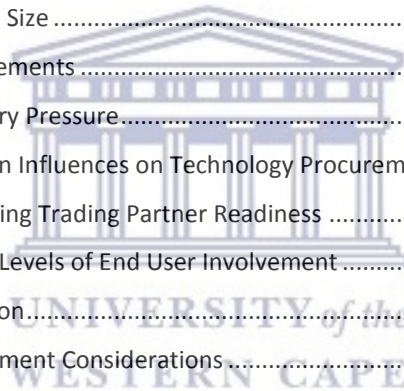 Size ................................................
ements ................................................
ry Pressure ................................................
n Influences on Technology Procurem
ing Trading Partner Readiness ................
Levels of End User Involvement ................
on ................................................
UNIVERSITY of the
ment Considerations ................................
WESTERN CAPE